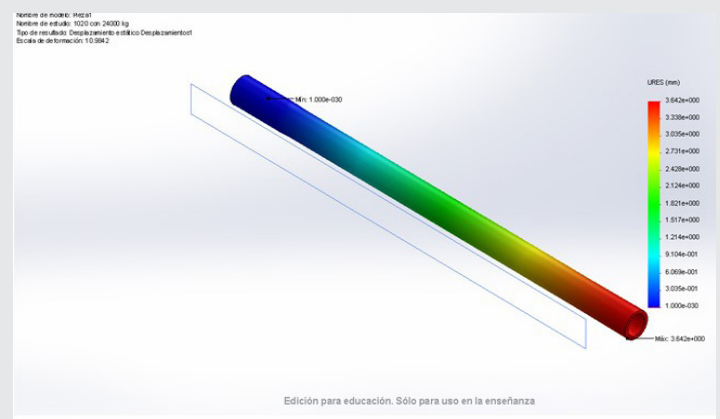 Nombre de modelo: Pieza1
Nombre de estudio: 1020 con 24000 kg
Tipo de resultado: Desplazamiento estático Desplazamientos1
Escala de deformación: 10.9842
URES (mm)
3.642e+000
3.338e+000
3.035e+000
2.731e+000
2.428e+000
2.124e+000
1.821e+000
1.517e+000
1.214e+000
9.104e-001
6.069e-001
3.035e-001
1.000e-030
Mín: 1.000e-030
Máx: 3.642e+000
Edición para educación. Sólo para uso en la enseñanza